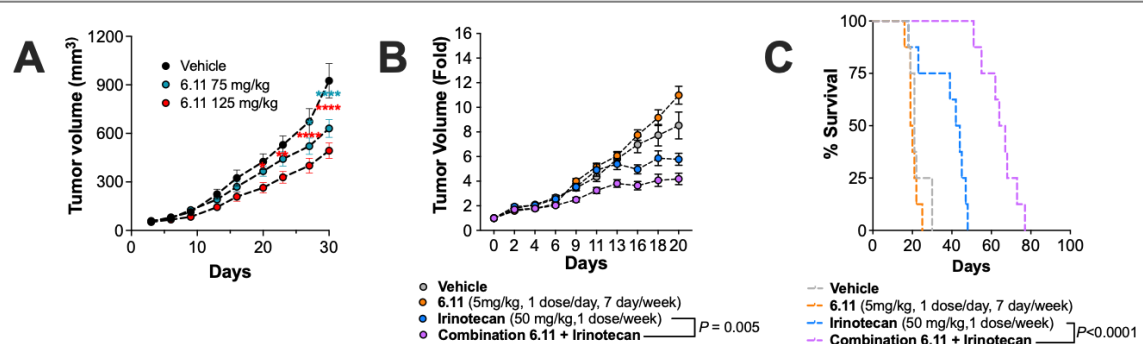 A
Tumor volume (mm³)
1200
900
600
300
0
Vehicle
6.11 75 mg/kg
6.11 125 mg/kg
****
****
****
**
*
0 10 20 30
Days
B
Tumor Volume (Fold)
16
14
12
10
8
6
4
2
0
0 2 4 6 9 11 13 16 18 20
Days
Vehicle
6.11 (5mg/kg, 1 dose/day, 7 day/week)
Irinotecan (50 mg/kg,1 dose/week)
Combination 6.11 + Irinotecan
P = 0.005
C
% Survival
100
75
50
25
0
0 20 40 60 80 100
Days
Vehicle
6.11 (5mg/kg, 1 dose/day, 7 day/week)
Irinotecan (50 mg/kg,1 dose/week)
Combination 6.11 + Irinotecan
P<0.0001